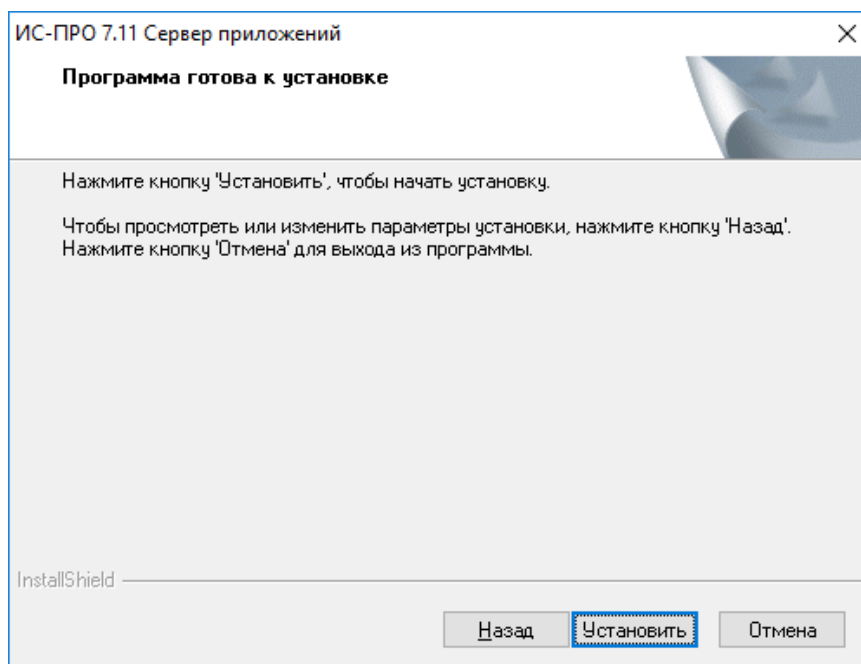 ИС-ПРО 7.11 Сервер приложений
Программа готова к установке
Нажмите кнопку 'Установить', чтобы начать установку.
Чтобы просмотреть или изменить параметры установки, нажмите кнопку 'Назад'.
Нажмите кнопку 'Отмена' для выхода из программы.
InstallShield
Назад Установить Отмена